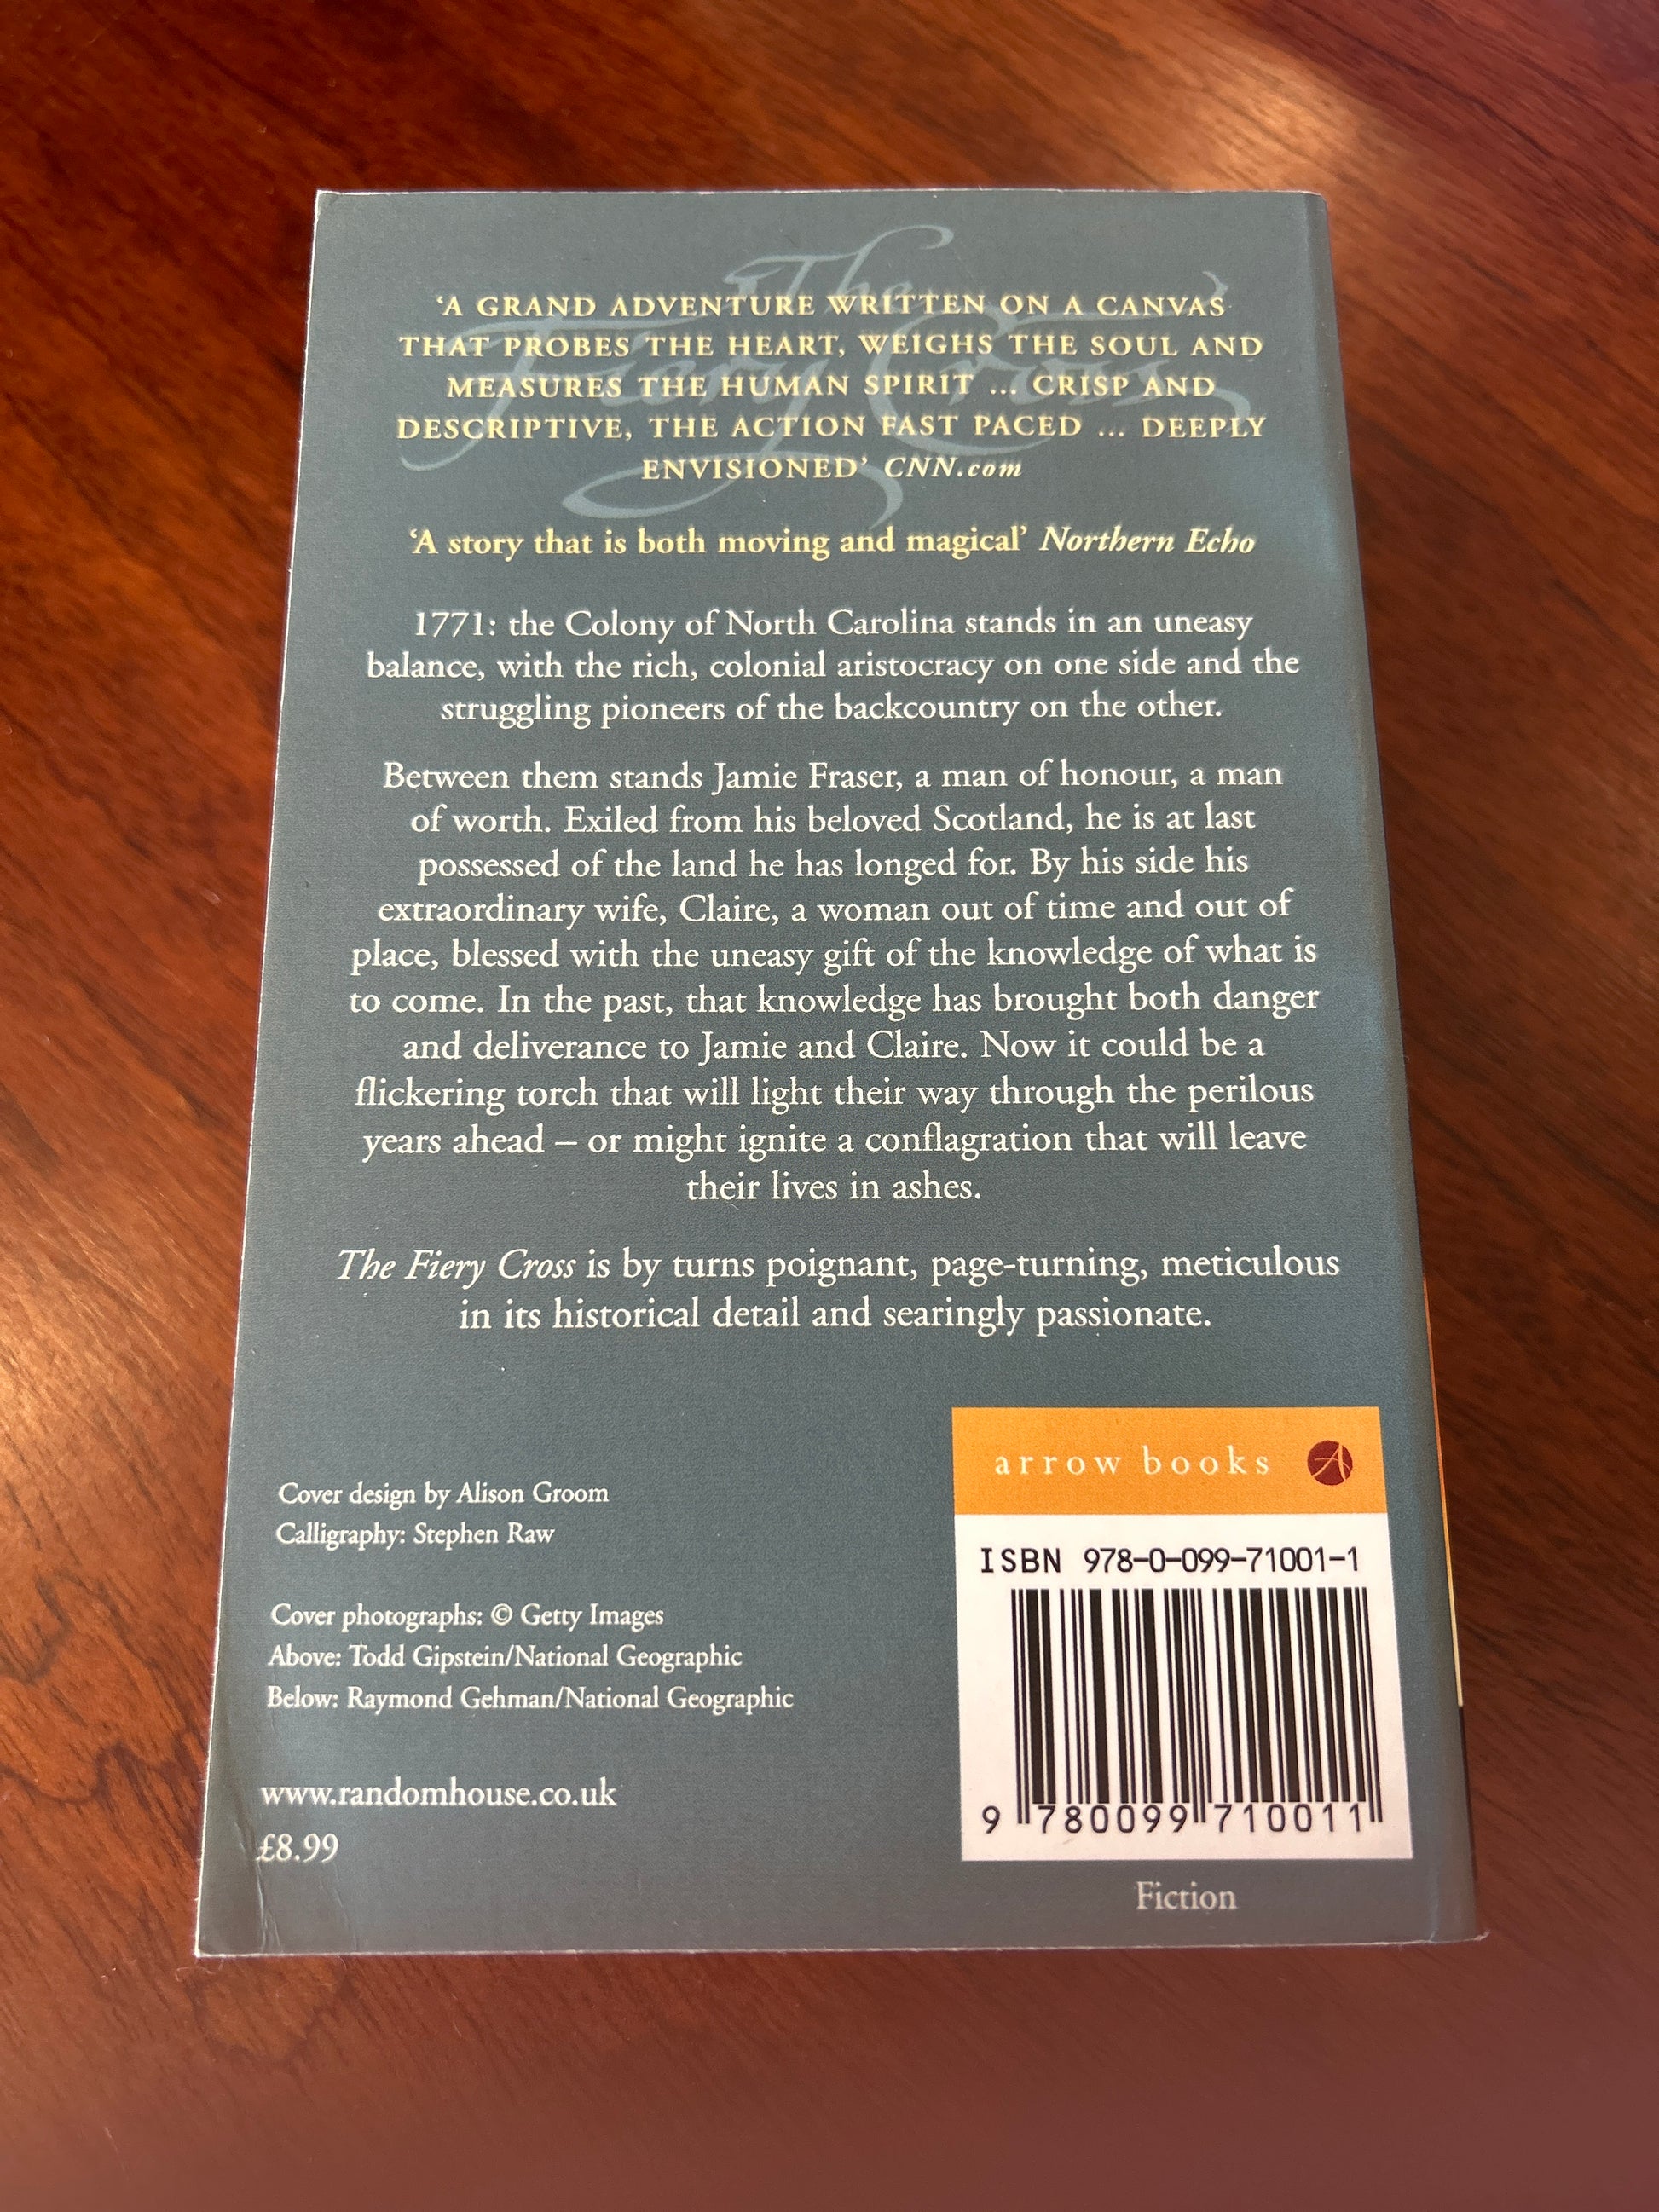 The
Fiery Cross
‘A GRAND ADVENTURE WRITTEN ON A CANVAS
THAT PROBES THE HEART, WEIGHS THE SOUL AND
MEASURES THE HUMAN SPIRIT ... CRISP AND
DESCRIPTIVE, THE ACTION FAST PACED ... DEEPLY
ENVISIONED’ CNN.com
‘A story that is both moving and magical’ Northern Echo
1771: the Colony of North Carolina stands in an uneasy
balance, with the rich, colonial aristocracy on one side and the
struggling pioneers of the backcountry on the other.
Between them stands Jamie Fraser, a man of honour, a man
of worth. Exiled from his beloved Scotland, he is at last
possessed of the land he has longed for. By his side his
extraordinary wife, Claire, a woman out of time and out of
place, blessed with the uneasy gift of the knowledge of what is
to come. In the past, that knowledge has brought both danger
and deliverance to Jamie and Claire. Now it could be a
flickering torch that will light their way through the perilous
years ahead – or might ignite a conflagration that will leave
their lives in ashes.
The Fiery Cross is by turns poignant, page-turning, meticulous
in its historical detail and searingly passionate.
Cover design by Alison Groom
Calligraphy: Stephen Raw
Cover photographs: © Getty Images
Above: Todd Gipstein/National Geographic
Below: Raymond Gehman/National Geographic
www.randomhouse.co.uk
£8.99
arrow books
ISBN 978-0-099-71001-1
9 780099 710011
Fiction